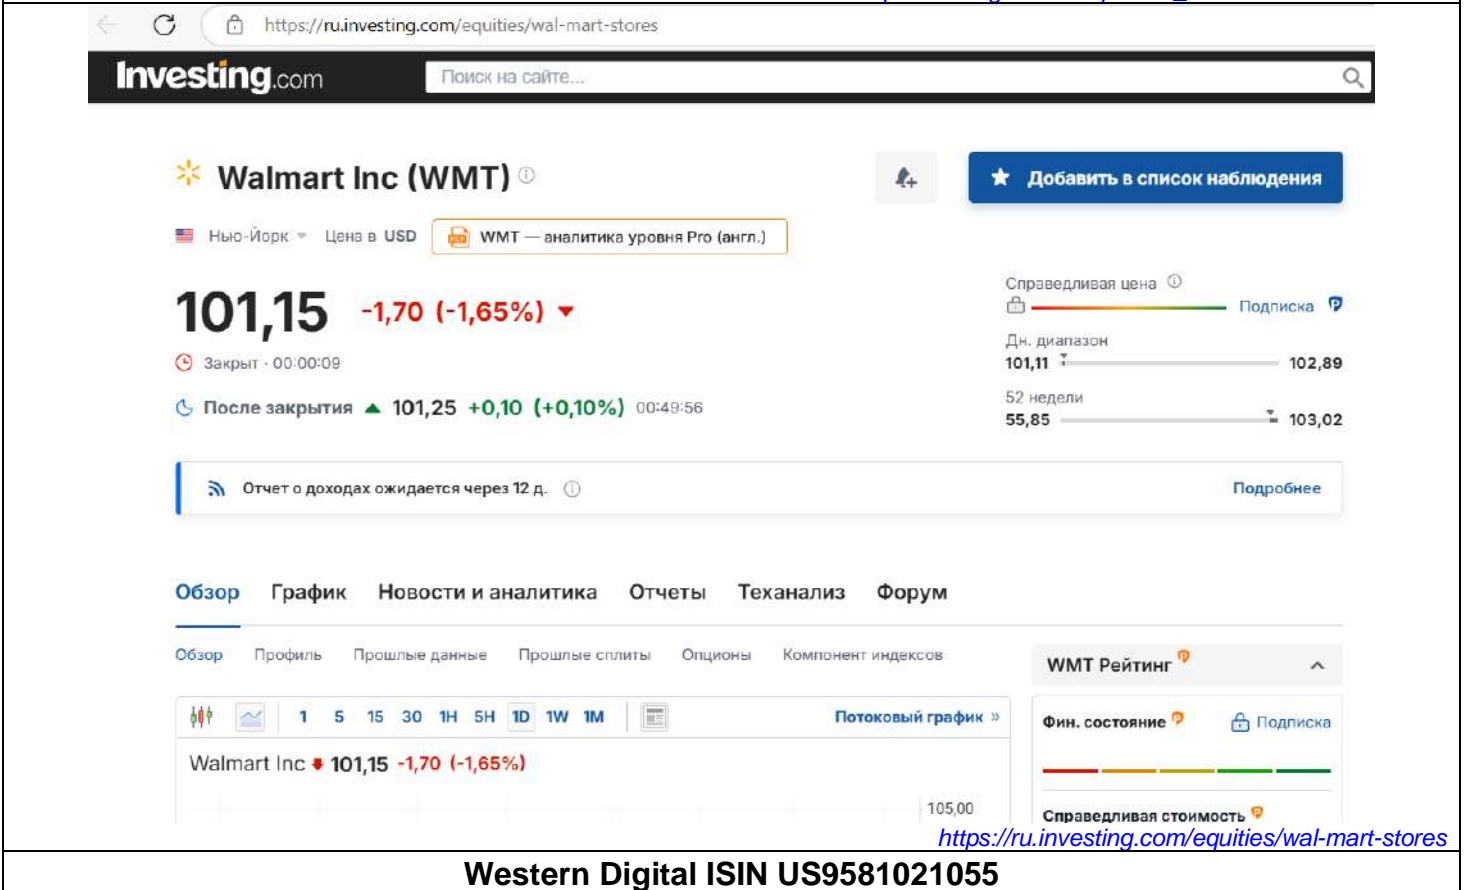 https://ru.investing.com/equities/wal-mart-stores
Investing.com
Поиск на сайте...
Walmart Inc (WMT)
Добавить в список наблюдения
Нью-Йорк
Цена в USD
WMT — аналитика уровня Pro (англ.)
101,15 -1,70 (-1,65%)
Справедливая цена
Подписка
Закрыт · 00:00:09
Дн. диапазон
101,11 102,89
После закрытия 101,25 +0,10 (+0,10%) 00:49:56
52 недели
55,85 103,02
Отчет о доходах ожидается через 12 д.
Подробнее
Обзор График Новости и аналитика Отчеты Теханализ Форум
Обзор Профиль Прошлые данные Прошлые сплиты Опционы Компонент индексов
WMT Рейтинг
1 5 15 30 1H 5H 1D 1W 1M
Потоковый график »
Фин. состояние
Подписка
Walmart Inc 101,15 -1,70 (-1,65%)
105,00
Справедливая стоимость
https://ru.investing.com/equities/wal-mart-stores
Western Digital ISIN US9581021055